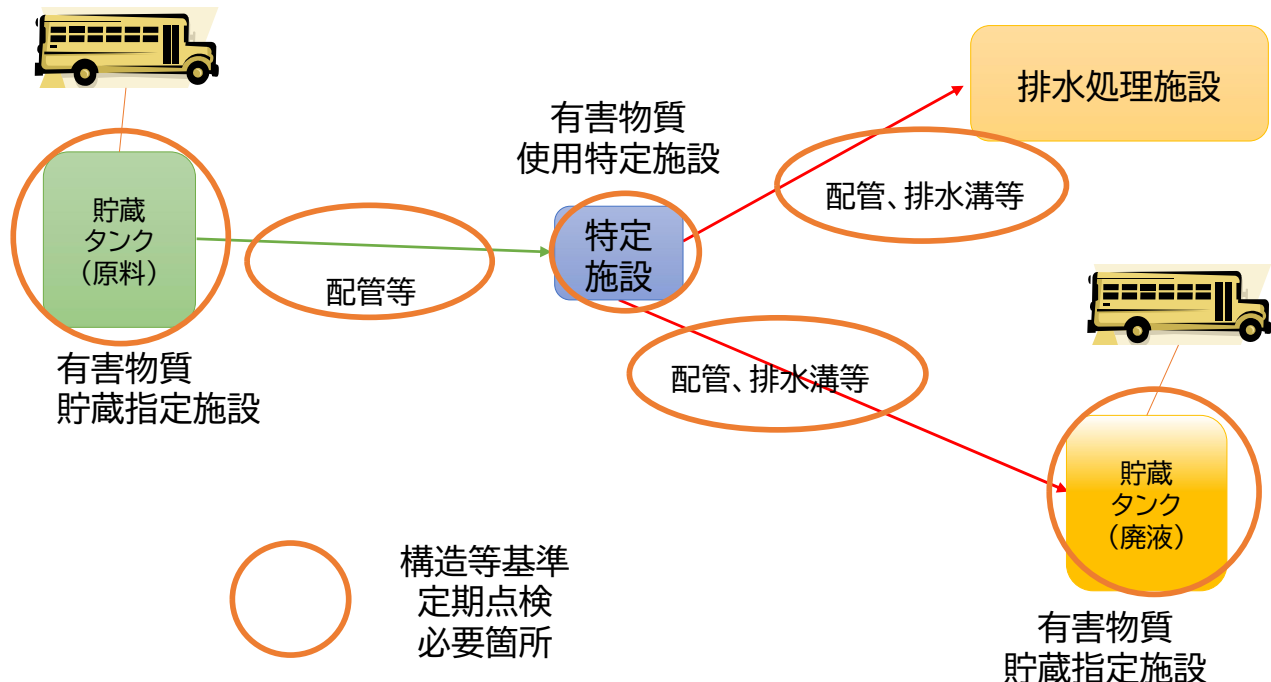 排水処理施設
有害物質
使用特定施設
配管、排水溝等
貯蔵
タンク
（原料）
特定
施設
配管等
有害物質
貯蔵指定施設
配管、排水溝等
貯蔵
タンク
（廃液）
構造等基準
定期点検
必要箇所
有害物質
貯蔵指定施設